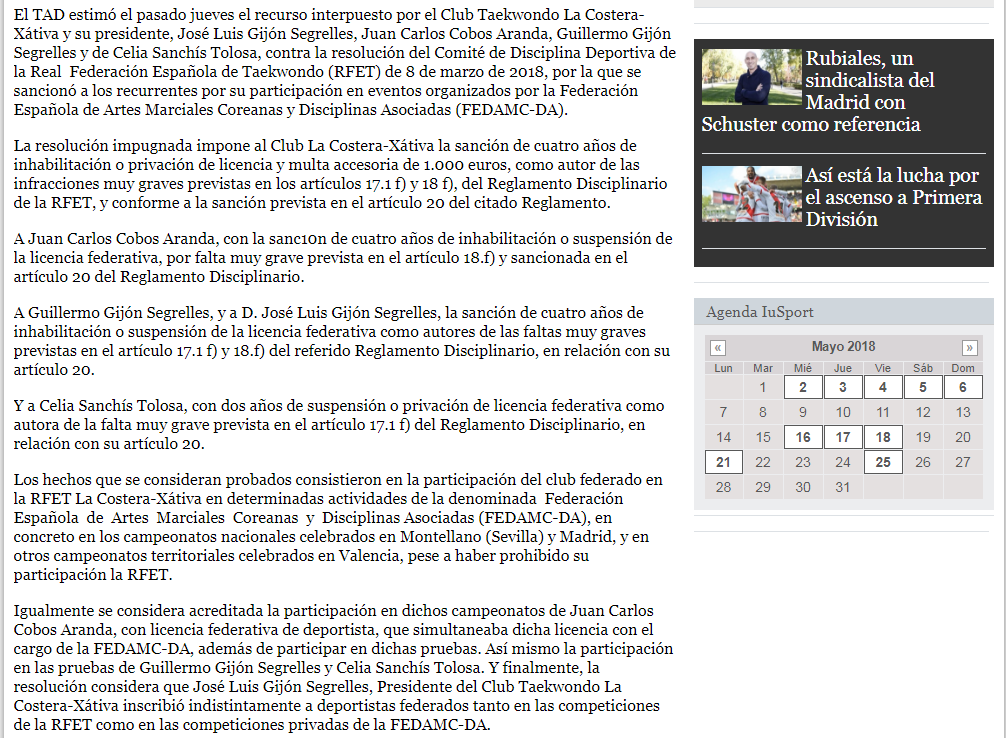 El TAD estimó el pasado jueves el recurso interpuesto por el Club Taekwondo La Costera-
Xátiva y su presidente, José Luis Gijón Segrelles, Juan Carlos Cobos Aranda, Guillermo Gijón
Segrelles y de Celia Sanchís Tolosa, contra la resolución del Comité de Disciplina Deportiva de
la Real  Federación Española de Taekwondo (RFET) de 8 de marzo de 2018, por la que se
sancionó a los recurrentes por su participación en eventos organizados por la Federación
Española de Artes Marciales Coreanas y Disciplinas Asociadas (FEDAMC-DA).
La resolución impugnada impone al Club La Costera-Xátiva la sanción de cuatro años de
inhabilitación o privación de licencia y multa accesoria de 1.000 euros, como autor de las
infracciones muy graves previstas en los artículos 17.1 f) y 18 f), del Reglamento Disciplinario
de la RFET, y conforme a la sanción prevista en el artículo 20 del citado Reglamento.
A Juan Carlos Cobos Aranda, con la sanc1on de cuatro años de inhabilitación o suspensión de
la licencia federativa, por falta muy grave prevista en el artículo 18.f) y sancionada en el
artículo 20 del Reglamento Disciplinario.
A Guillermo Gijón Segrelles, y a D. José Luis Gijón Segrelles, la sanción de cuatro años de
inhabilitación o suspensión de la licencia federativa como autores de las faltas muy graves
previstas en el artículo 17.1 f) y 18.f) del referido Reglamento Disciplinario, en relación con su
artículo 20.
Y a Celia Sanchís Tolosa, con dos años de suspensión o privación de licencia federativa como
autora de la falta muy grave prevista en el artículo 17.1 f) del Reglamento Disciplinario, en
relación con su artículo 20.
Los hechos que se consideran probados consistieron en la participación del club federado en
la RFET La Costera-Xátiva en determinadas actividades de la denominada  Federación
Española  de  Artes  Marciales  Coreanas  y  Disciplinas Asociadas (FEDAMC-DA), en
concreto en los campeonatos nacionales celebrados en Montellano (Sevilla) y Madrid, y en
otros campeonatos territoriales celebrados en Valencia, pese a haber prohibido su
participación la RFET.
Igualmente se considera acreditada la participación en dichos campeonatos de Juan Carlos
Cobos Aranda, con licencia federativa de deportista, que simultaneaba dicha licencia con el
cargo de la FEDAMC-DA, además de participar en dichas pruebas. Así mismo la participación
en las pruebas de Guillermo Gijón Segrelles y Celia Sanchís Tolosa. Y finalmente, la
resolución considera que José Luis Gijón Segrelles, Presidente del Club Taekwondo La
Costera-Xátiva inscribió indistintamente a deportistas federados tanto en las competiciones
de la RFET como en las competiciones privadas de la FEDAMC-DA.
Rubiales, un
sindicalista del
Madrid con
Schuster como referencia
Así está la lucha por
el ascenso a Primera
División
Agenda IuSport
« Mayo 2018 »
Lun Mar Mié Jue Vie Sáb Dom
1 2 3 4 5 6
7 8 9 10 11 12 13
14 15 16 17 18 19 20
21 22 23 24 25 26 27
28 29 30 31